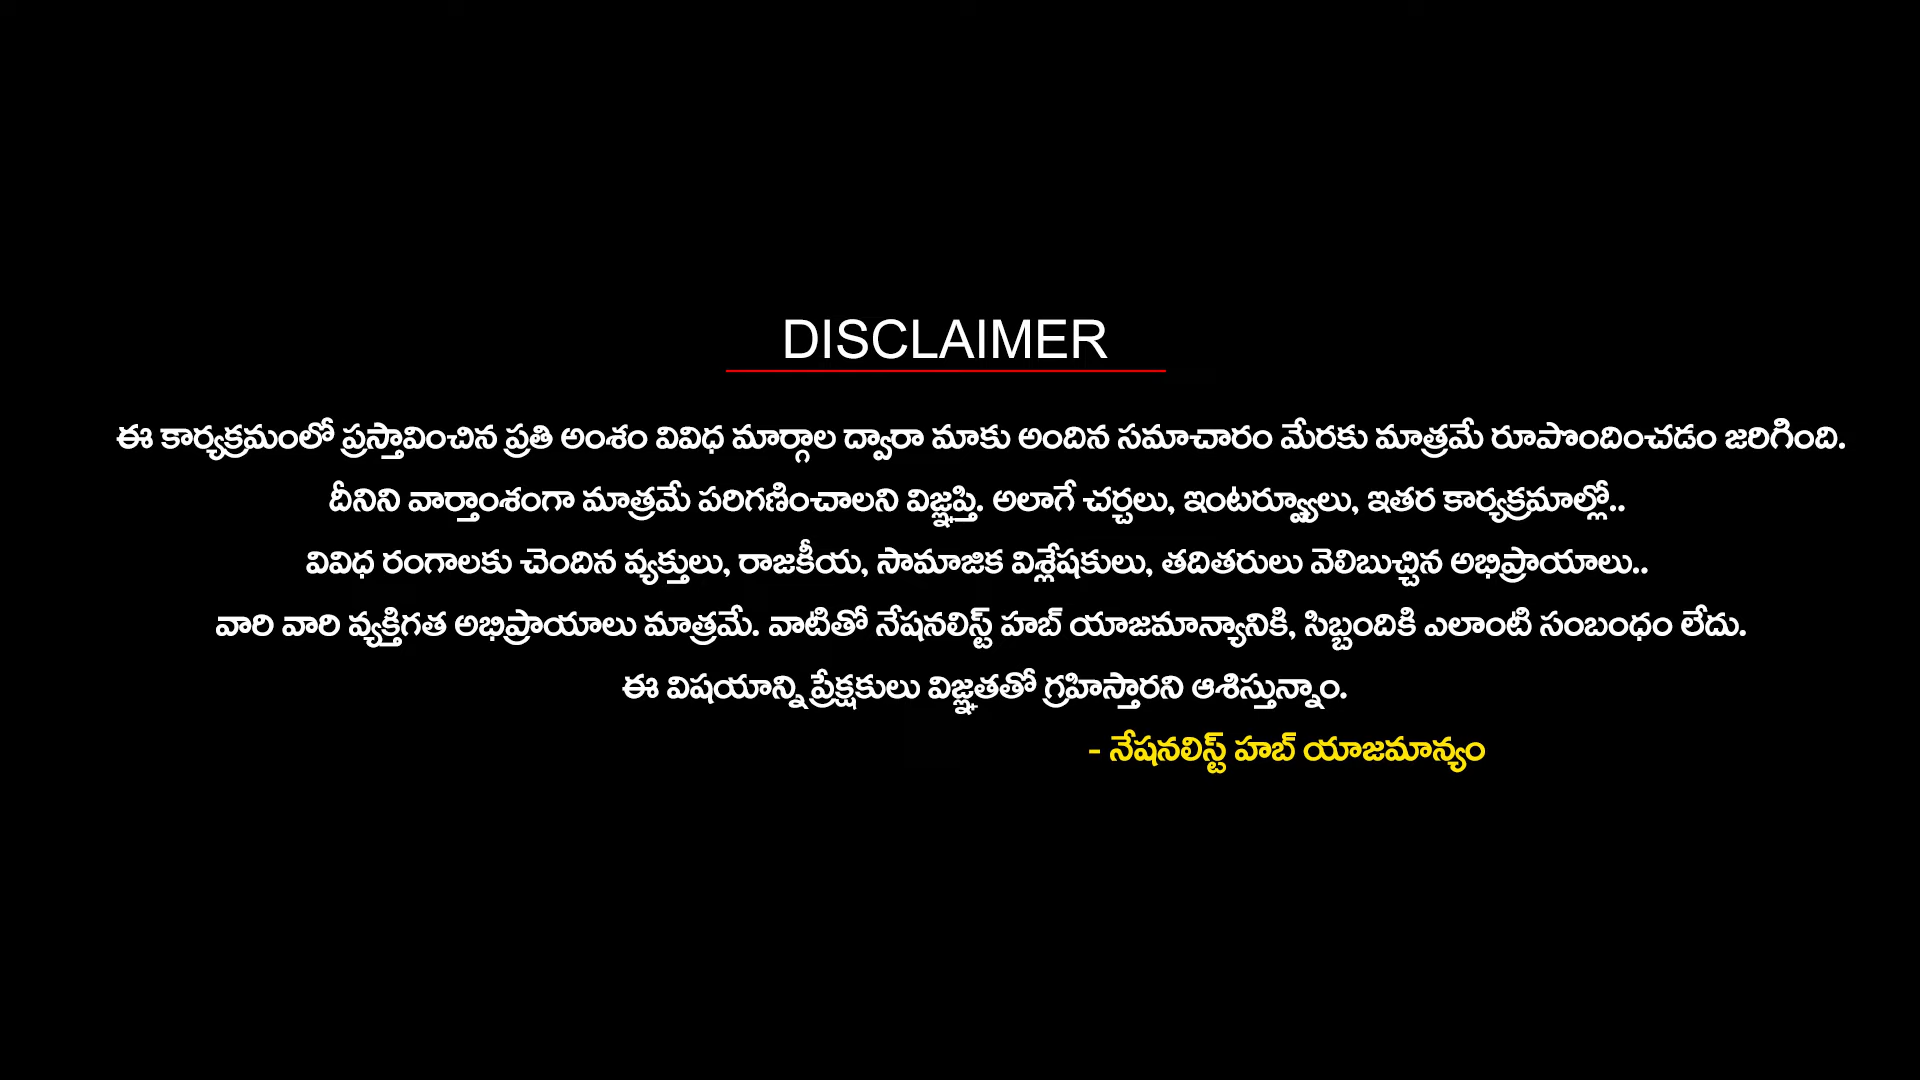 DISCLAIMER
ఈ కార్యక్రమంలో ప్రస్తావించిన ప్రతి అంశం వివిధ మార్గాల ద్వారా మాకు అందిన సమాచారం మేరకు మాత్రమే రూపొందించడం జరిగింది.
దీనిని వార్తాంశంగా మాత్రమే పరిగణించాలని విజ్ఞప్తి. అలాగే చర్చలు, ఇంటర్వ్యూలు, ఇతర కార్యక్రమాల్లో..
వివిధ రంగాలకు చెందిన వ్యక్తులు, రాజకీయ, సామాజిక విశ్లేషకులు, తదితరులు వెలిబుచ్చిన అభిప్రాయాలు..
వారి వారి వ్యక్తిగత అభిప్రాయాలు మాత్రమే. వాటితో నేషనలిస్ట్ హబ్ యాజమాన్యానికి, సిబ్బందికి ఎలాంటి సంబంధం లేదు.
ఈ విషయాన్ని ప్రేక్షకులు విజ్ఞతతో గ్రహిస్తారని ఆశిస్తున్నాం.
- నేషనలిస్ట్ హబ్ యాజమాన్యం